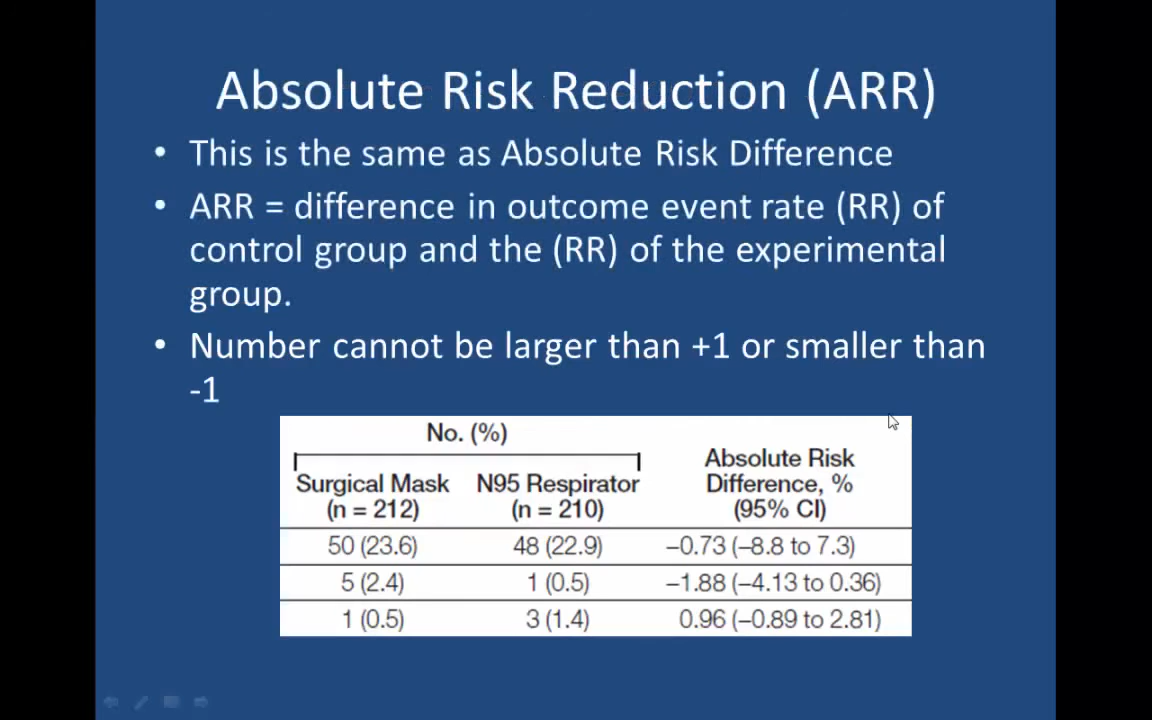 Absolute Risk Reduction (ARR)
• This is the same as Absolute Risk Difference
• ARR = difference in outcome event rate (RR) of
control group and the (RR) of the experimental
group.
• Number cannot be larger than +1 or smaller than
-1
No. (%)
Absolute Risk
Surgical Mask N95 Respirator Difference, %
(n = 212) (n = 210) (95% CI)
50 (23.6) 48 (22.9) –0.73 (–8.8 to 7.3)
5 (2.4) 1 (0.5) –1.88 (–4.13 to 0.36)
1 (0.5) 3 (1.4) 0.96 (–0.89 to 2.81)